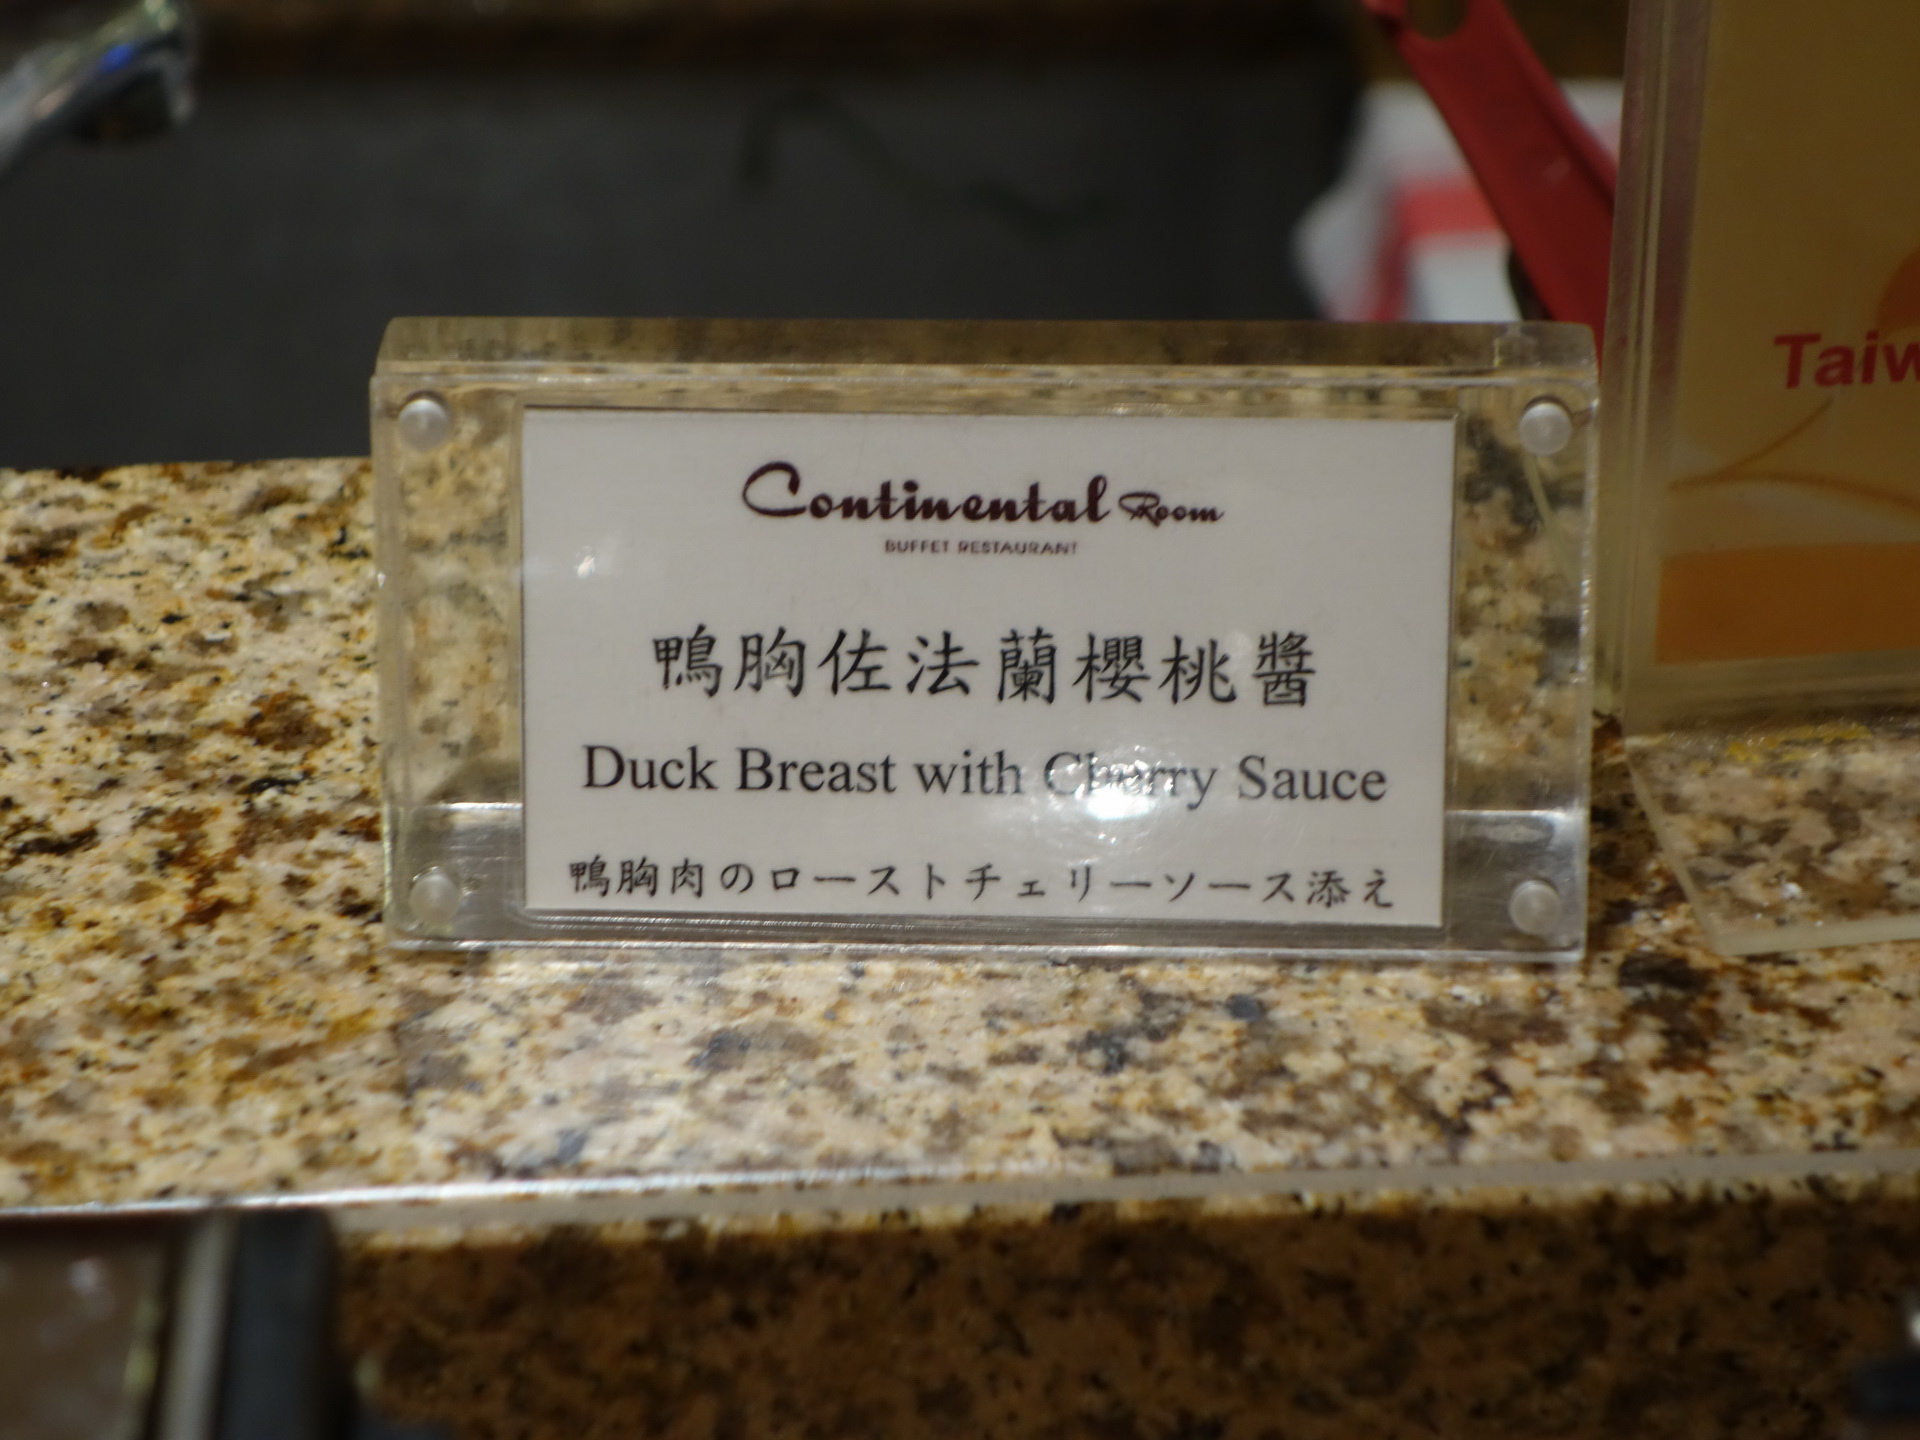 Continental Room
BUFFET RESTAURANT
鴨胸佐法蘭櫻桃醬
Duck Breast with Cherry Sauce
鴨胸肉のローストチェリーソース添え
Taiw